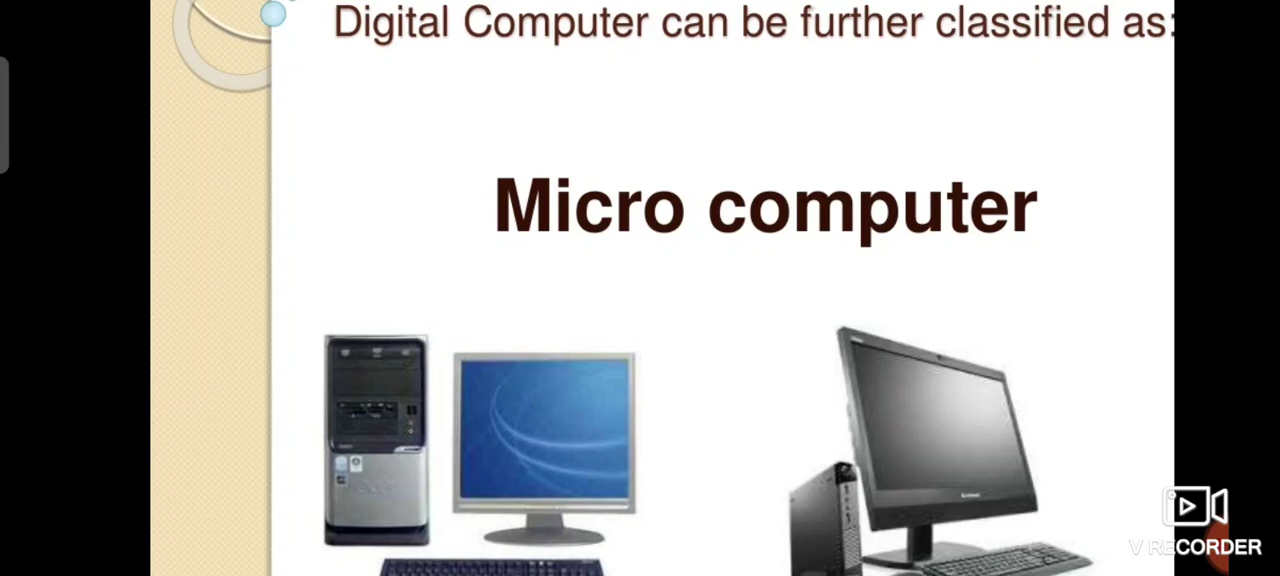 Digital Computer can be further classified as:
Micro computer
V RECORDER